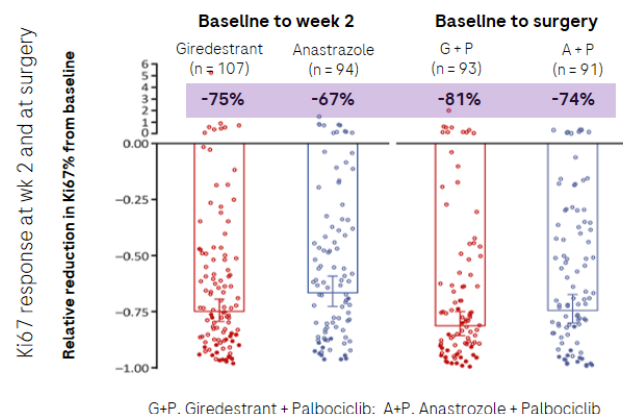 Baseline to week 2 Baseline to surgery
Giredestrant Anastrazole G + P A + P
(n = 107) (n = 94) (n = 93) (n = 91)
-75% -67% -81% -74%
6
5
4
3
2
1
0
0.00
-0.25
-0.50
-0.75
-1.00
Ki67 response at wk 2 and at surgery
Relative reduction in Ki67% from baseline
G+P, Giredestrant + Palbociclib; A+P, Anastrozole + Palbociclib